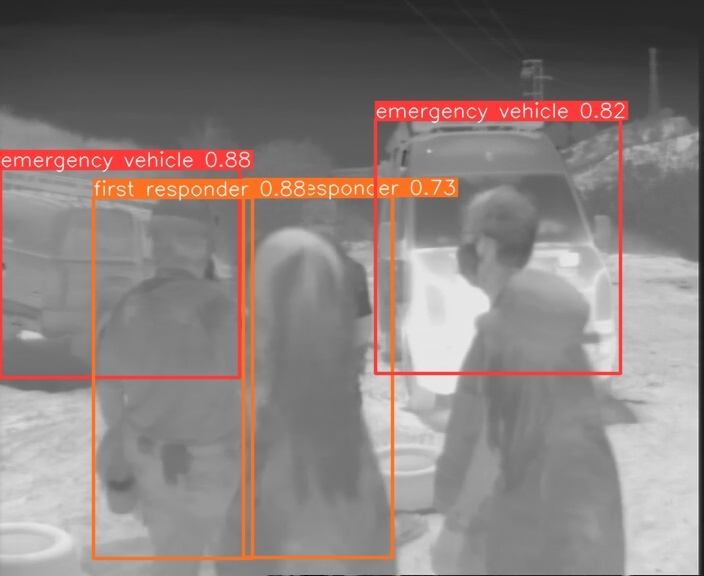 emergency vehicle 0.82
emergency vehicle 0.88
first responder 0.88
esponder 0.73